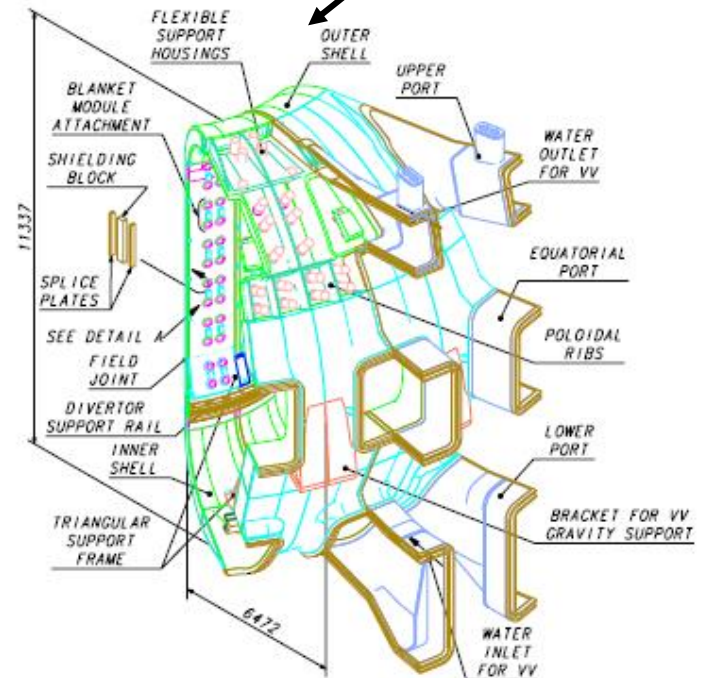 FLEXIBLE
SUPPORT
HOUSINGS
OUTER
SHELL
UPPER
PORT
BLANKET
MODULE
ATTACHMENT
WATER
OUTLET
FOR VV
SHIELDING
BLOCK
11337
EQUATORIAL
PORT
SPLICE
PLATES
SEE DETAIL A
POLOIDAL
RIBS
FIELD
JOINT
DIVERTOR
SUPPORT RAIL
LOWER
PORT
INNER
SHELL
BRACKET FOR VV
GRAVITY SUPPORT
TRIANGULAR
SUPPORT
FRAME
6472
WATER
INLET
FOR VV